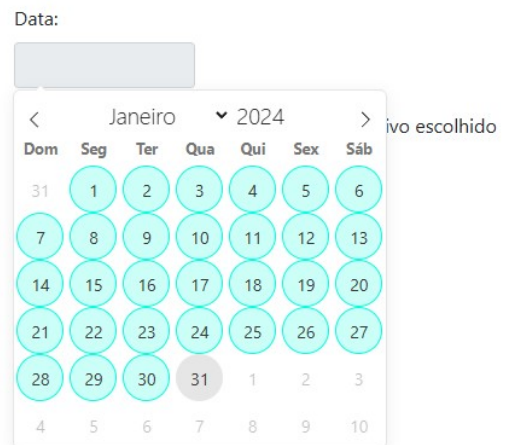 Data:
Janeiro 2024
ivo escolhido
Dom Seg Ter Qua Qui Sex Sáb
31 1 2 3 4 5 6
7 8 9 10 11 12 13
14 15 16 17 18 19 20
21 22 23 24 25 26 27
28 29 30 31 1 2 3
4 5 6 7 8 9 10